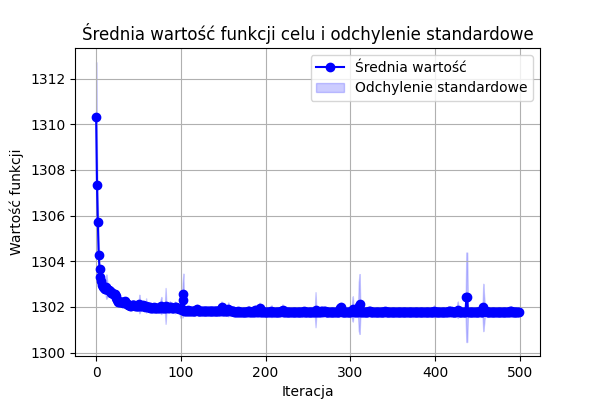 Średnia wartość funkcji celu i odchylenie standardowe
Średnia wartość
Odchylenie standardowe
Wartość funkcji
1312
1310
1308
1306
1304
1302
1300
0 100 200 300 400 500
Iteracja